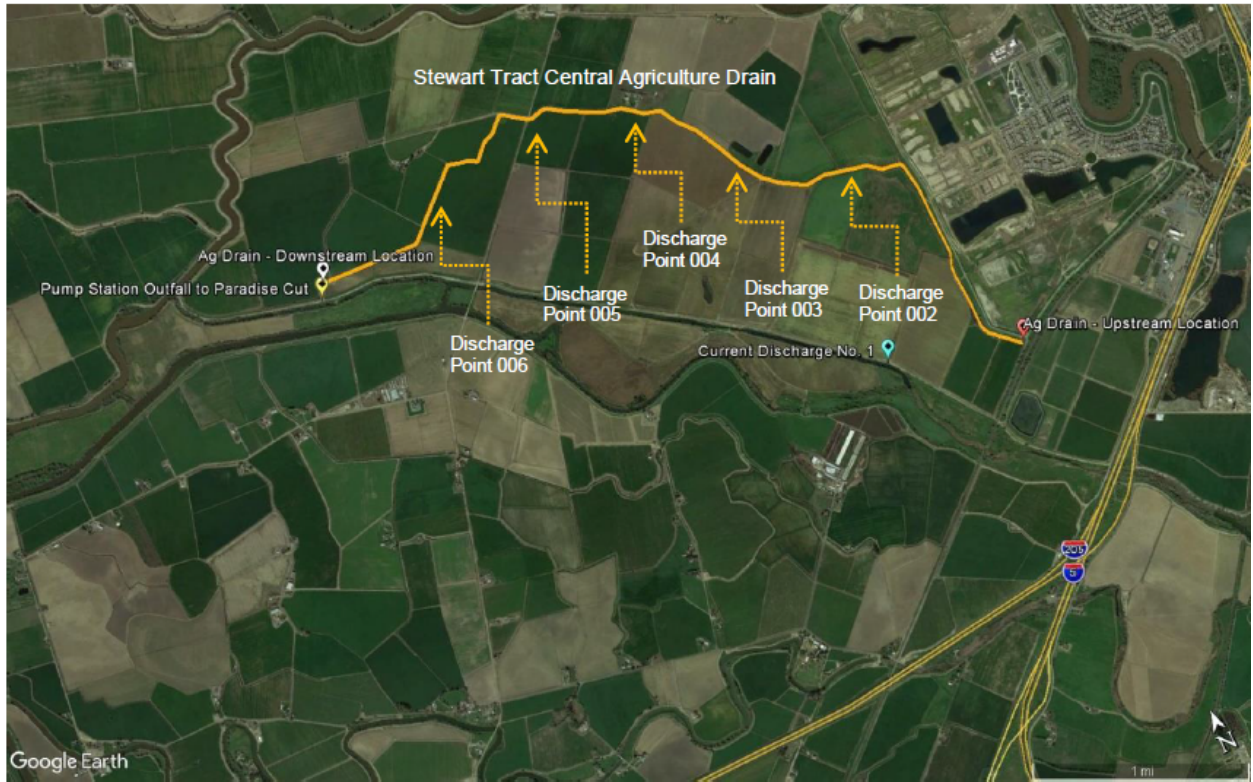 Stewart Tract Central Agriculture Drain
Ag Drain - Downstream Location
Pump Station Outfall to Paradise Cut
Discharge
Point 006
Discharge
Point 005
Discharge
Point 004
Discharge
Point 003
Discharge
Point 002
Ag Drain - Upstream Location
Current Discharge No. 1
205
5
Google Earth
N
1 mi